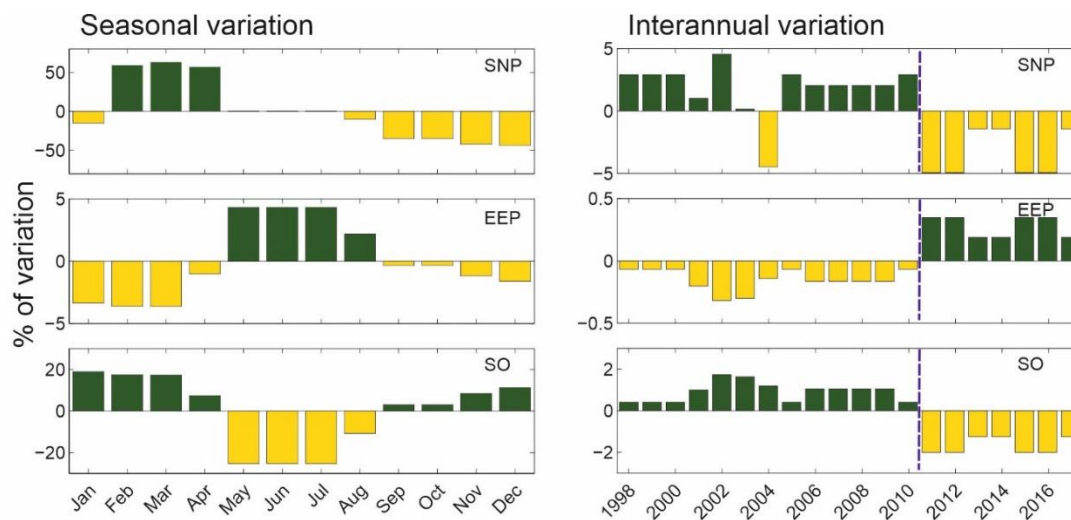 Seasonal variation
Interannual variation
% of variation
50
0
−50
SNP
5
0
−5
SNP
5
0
−5
EEP
0.5
0
−0.5
EEP
20
0
−20
SO
2
0
−2
SO
Jan Feb Mar Apr May Jun Jul Aug Sep Oct Nov Dec
1998 2000 2002 2004 2006 2008 2010 2012 2014 2016